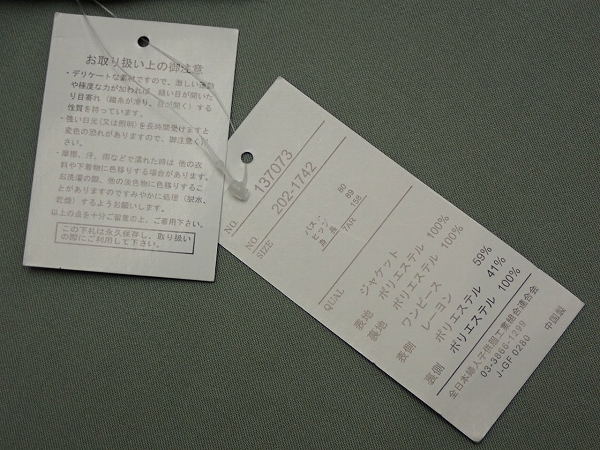 お取り扱い上の御注意
・デリケートな素材ですので、激しい運動
や極度な力が加われば、縫い目が開いた
り目寄れ（織糸が滑り、目が開く）する
性質を持っています。
・強い日光（又は照明）を長時間受けますと
変色の恐れがありますので、御注意くだ
さい。
・摩擦、汗、雨などで濡れた時は 他の衣
料や下着物に色移りする場合があります。
お洗濯の際、他の淡色物に色移りするこ
とがありますのですみやかに処理（脱水、
乾燥）するようお願いします。
以上の点を十分ご留意の上、ご着用下さい。
この下札は永久保存し、取り扱い
の際にご利用して下さい。
NO. 137073
NO. 202-1742
SIZE
バスト 80
ヒップ 89
身長 158
7AR
QUAL
ジャケット
表地 ポリエステル 100%
裏地 ポリエステル 100%
ワンピース
表側 レーヨン 59%
ポリエステル 41%
裏側 ポリエステル 100%
全日本婦人子供服工業組合連合会
03-3866-1299
J-GF 0280 中国製